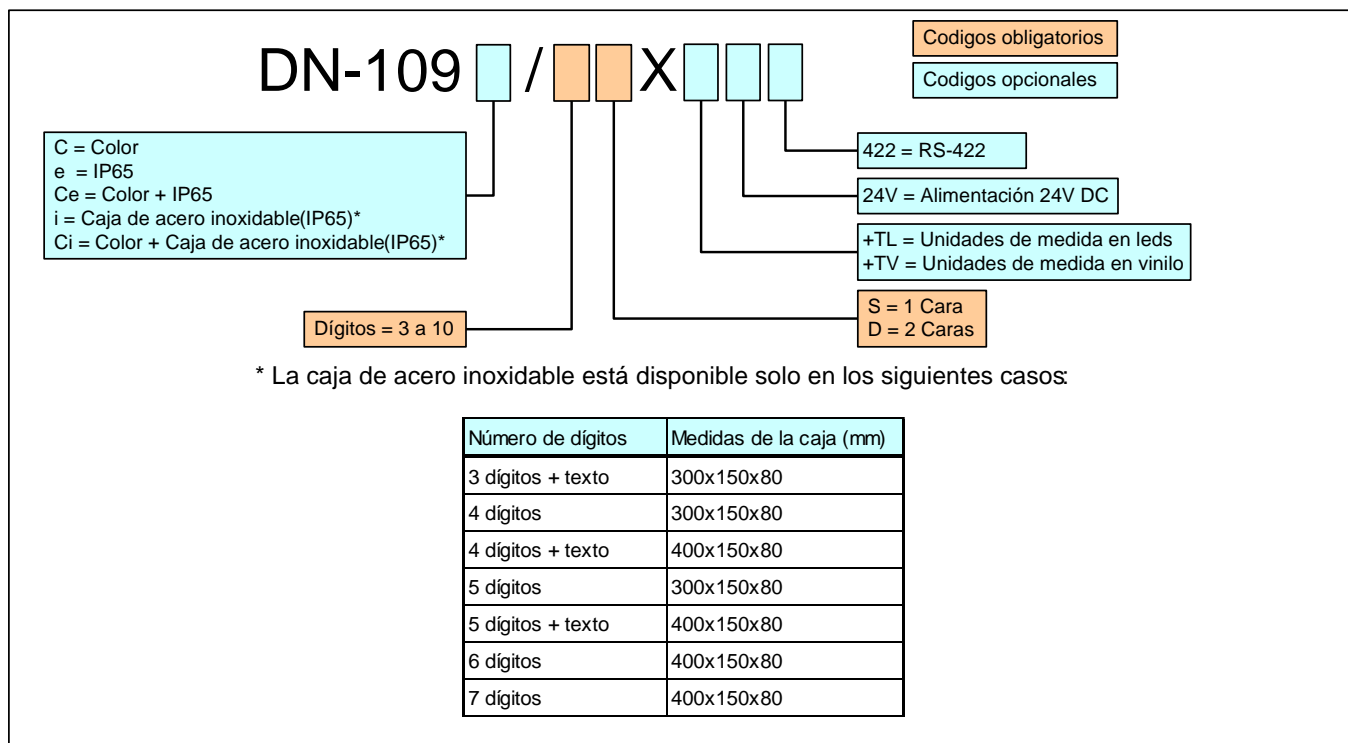 DN-109 / X
Codigos obligatorios
Codigos opcionales
C = Color
e = IP65
Ce = Color + IP65
i = Caja de acero inoxidable(IP65)*
Ci = Color + Caja de acero inoxidable(IP65)*
422 = RS-422
24V = Alimentación 24V DC
+TL = Unidades de medida en leds
+TV = Unidades de medida en vinilo
Dígitos = 3 a 10
S = 1 Cara
D = 2 Caras
* La caja de acero inoxidable está disponible solo en los siguientes casos:
Número de dígitos Medidas de la caja (mm)
3 dígitos + texto 300x150x80
4 dígitos 300x150x80
4 dígitos + texto 400x150x80
5 dígitos 300x150x80
5 dígitos + texto 400x150x80
6 dígitos 400x150x80
7 dígitos 400x150x80